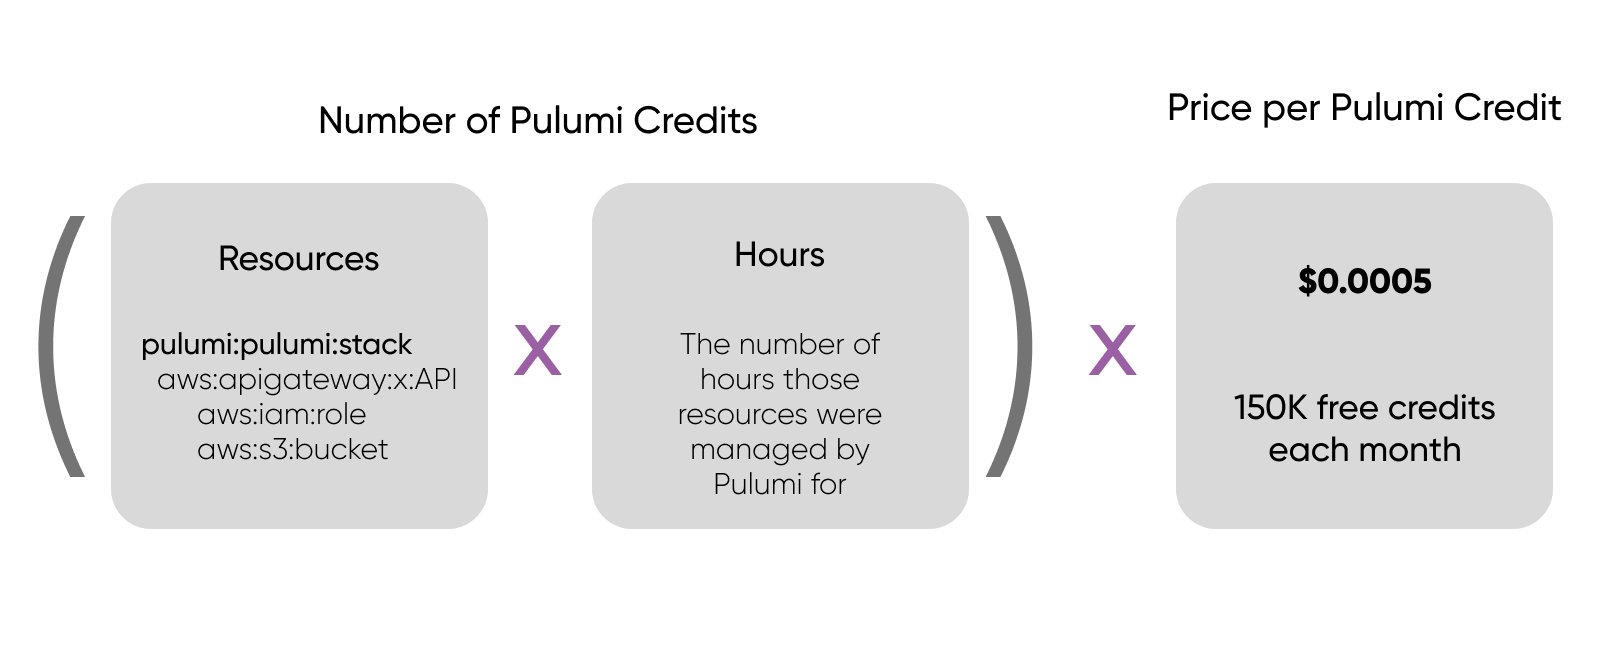 Number of Pulumi Credits
Price per Pulumi Credit
(
Resources
pulumi:pulumi:stack
aws:apigateway:x:API
aws:iam:role
aws:s3:bucket
x
Hours
The number of
hours those
resources were
managed by
Pulumi for
)
x
$0.0005
150K free credits
each month